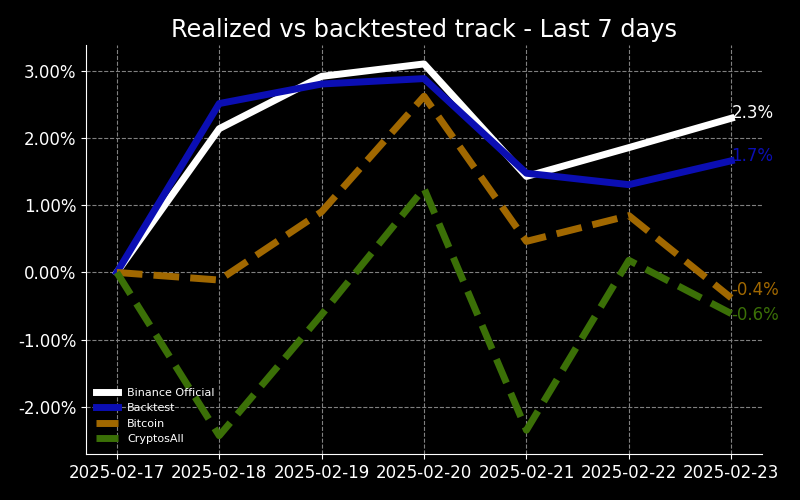 Realized vs backtested track - Last 7 days
3.00%
2.00%
1.00%
0.00%
-1.00%
-2.00%
2.3%
1.7%
-0.4%
-0.6%
Binance Official
Backtest
Bitcoin
CryptosAll
2025-02-17 2025-02-18 2025-02-19 2025-02-20 2025-02-21 2025-02-22 2025-02-23